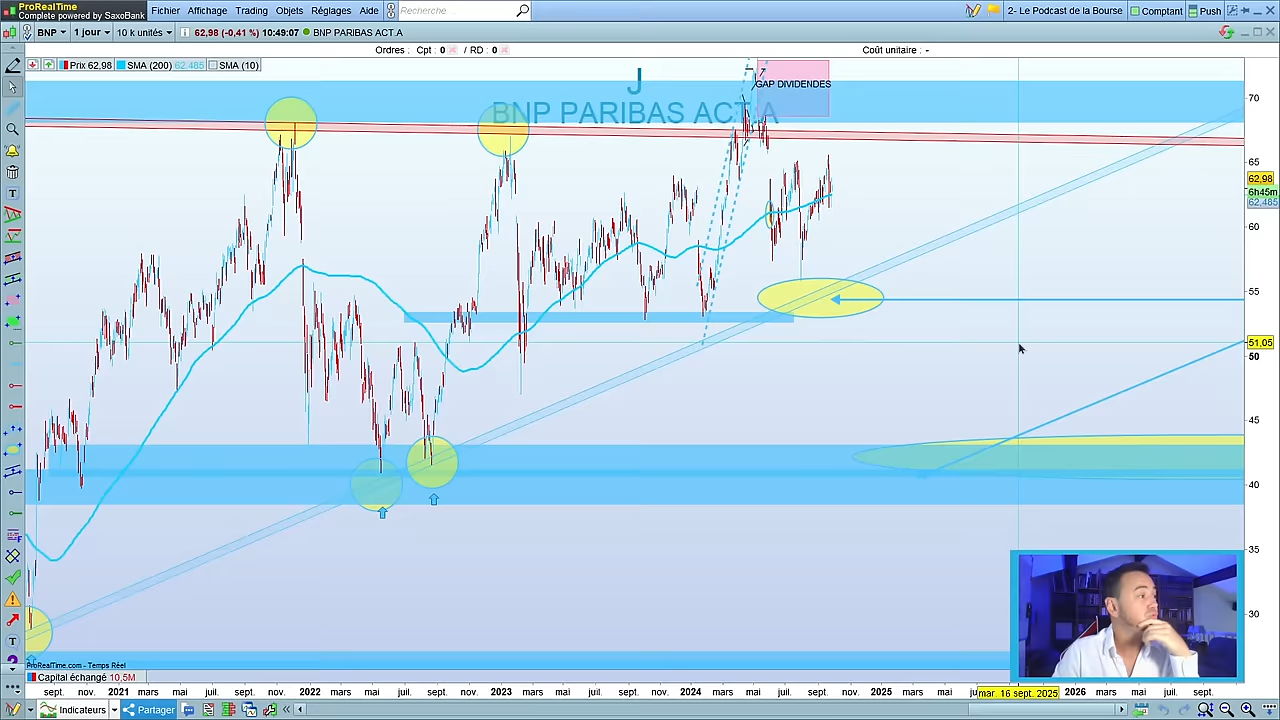 ProRealTime
Complete powered by SaxoBank
Fichier Affichage Trading Objets Réglages Aide Recherche 2- Le Podcast de la Bourse Comptant Push
BNP 1 jour 10 k unités 62,98 (-0,41 %) 10:49:07 BNP PARIBAS ACT.A
Ordres : Cpt : 0 / RD : 0 Coût unitaire : -
Prix 62,98 SMA (200) 62.485 SMA (10)
J
BNP PARIBAS ACT.A
GAP DIVIDENDES
70
65
62,98
6h45m
62,485
60
55
51,05
50
45
40
35
30
ProRealTime.com - Temps Réel
Capital échangé 10,5M
sept. nov. 2021 mars mai juil. sept. nov. 2022 mars mai juil. sept. 2023 mars mai juil. sept. nov. 2024 mars mai juil. sept. nov. 2025 mars mai mar. 16 sept. 2025 2026 mars mai juil. sept.
Indicateurs Partager